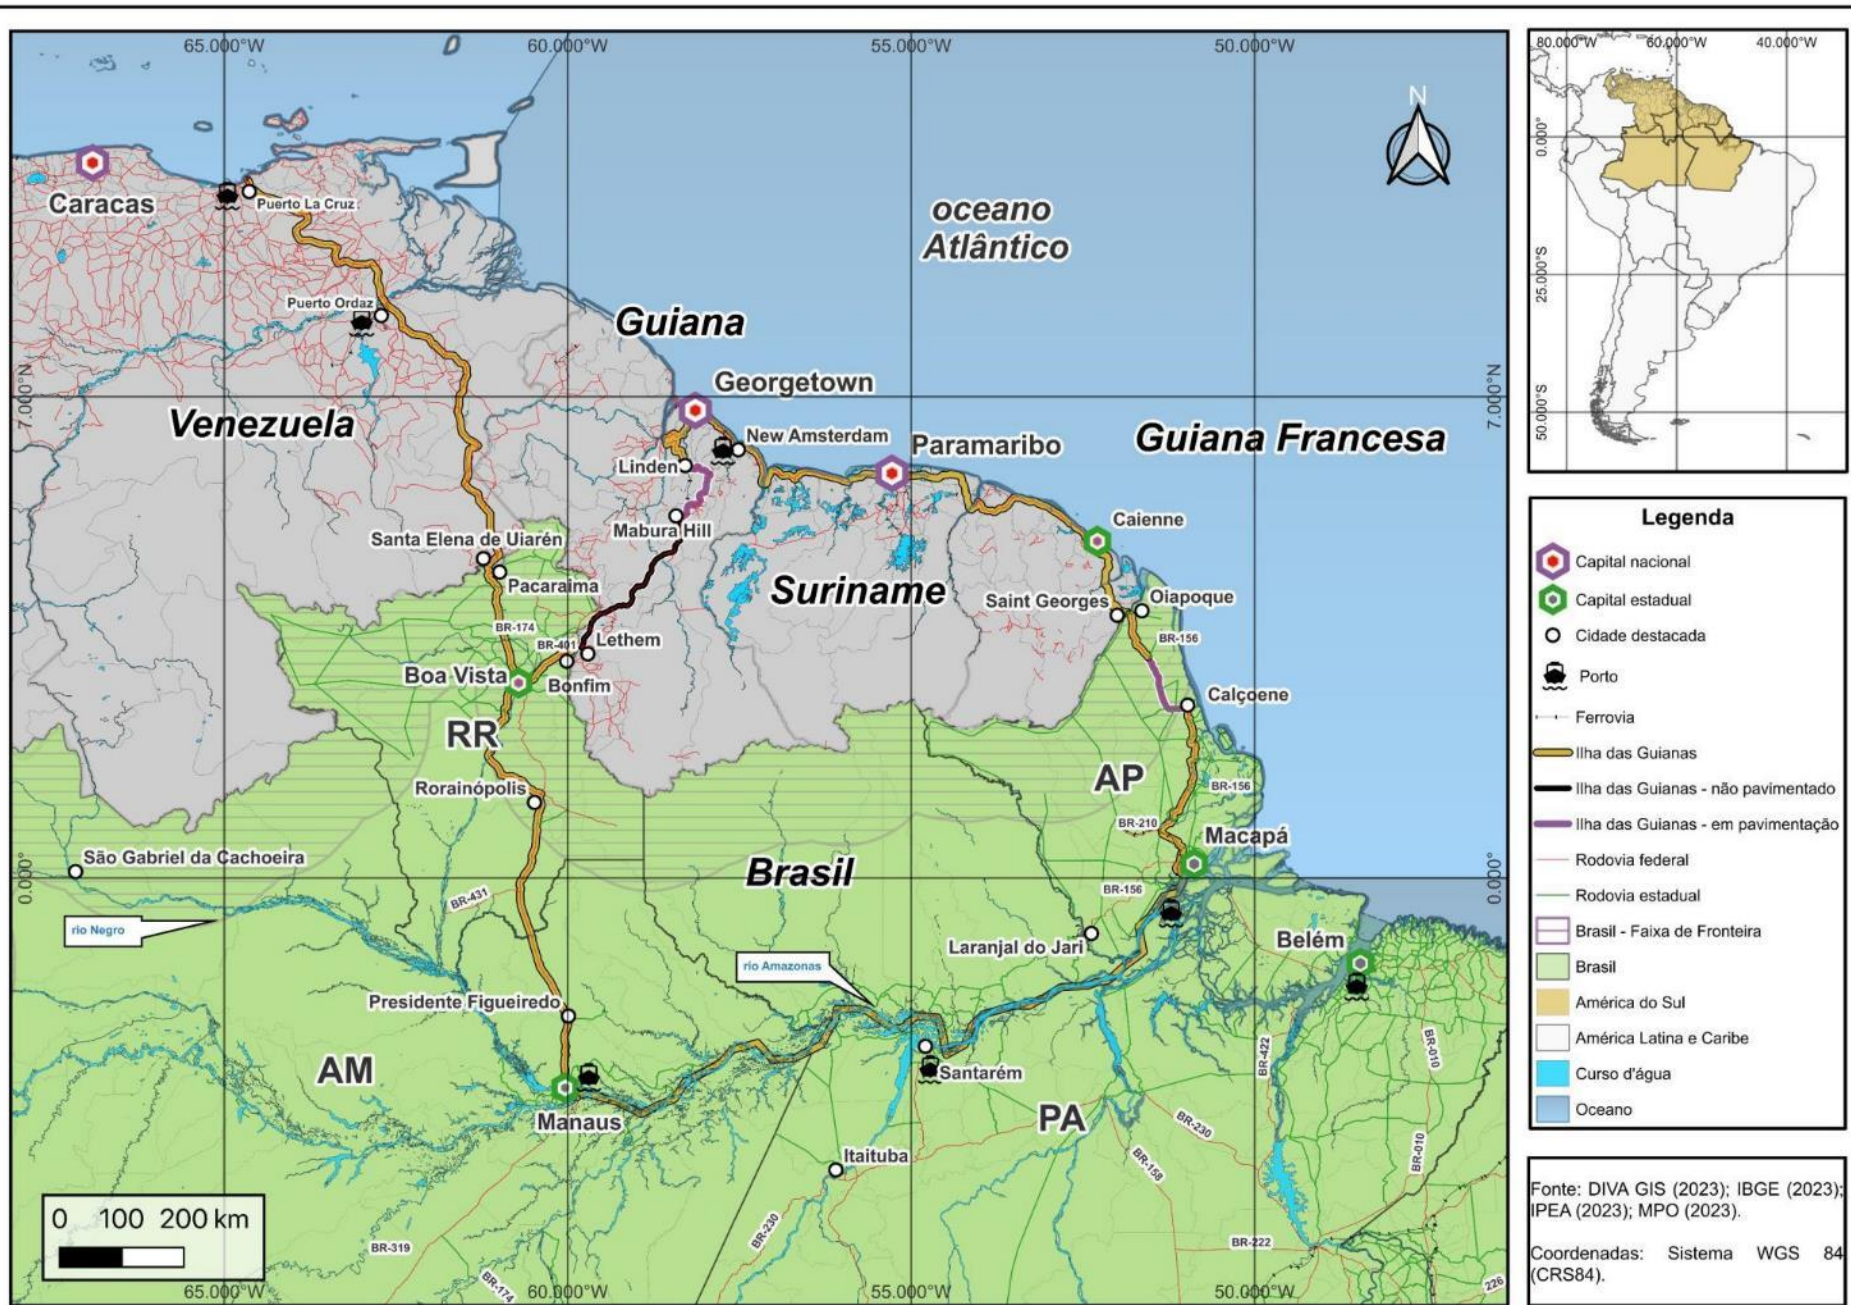 65.000°W
60.000°W
55.000°W
50.000°W
N
Caracas
Puerto La Cruz
oceano
Atlântico
Puerto Ordaz
Guiana
7.000°N
Georgetown
Venezuela
New Amsterdam
Paramaribo
Guiana Francesa
7.000°N
Linden
Mabura Hill
Caienne
Santa Elena de Uiarén
Pacaraima
Suriname
Saint Georges
Oiapoque
BR-174
BR-401
Lethem
BR-156
Boa Vista
Bonfim
Calçoene
RR
Rorainópolis
AP
BR-156
BR-210
Macapá
São Gabriel da Cachoeira
Brasil
0.000°
0.000°
BR-431
BR-156
rio Negro
Laranjal do Jari
Belém
rio Amazonas
Presidente Figueiredo
AM
Santarém
BR-422
BR-010
Manaus
PA
BR-230
Itaituba
BR-158
BR-010
0 100 200 km
BR-319
BR-230
BR-222
BR-174
226
65.000°W
60.000°W
55.000°W
50.000°W
80.000°W
60.000°W
40.000°W
0.000°
25.000°S
50.000°S
Legenda
Capital nacional
Capital estadual
Cidade destacada
Porto
Ferrovia
Ilha das Guianas
Ilha das Guianas - não pavimentado
Ilha das Guianas - em pavimentação
Rodovia federal
Rodovia estadual
Brasil - Faixa de Fronteira
Brasil
América do Sul
América Latina e Caribe
Curso d'água
Oceano
Fonte: DIVA GIS (2023); IBGE (2023);
IPEA (2023); MPO (2023).
Coordenadas: Sistema WGS 84
(CRS84).